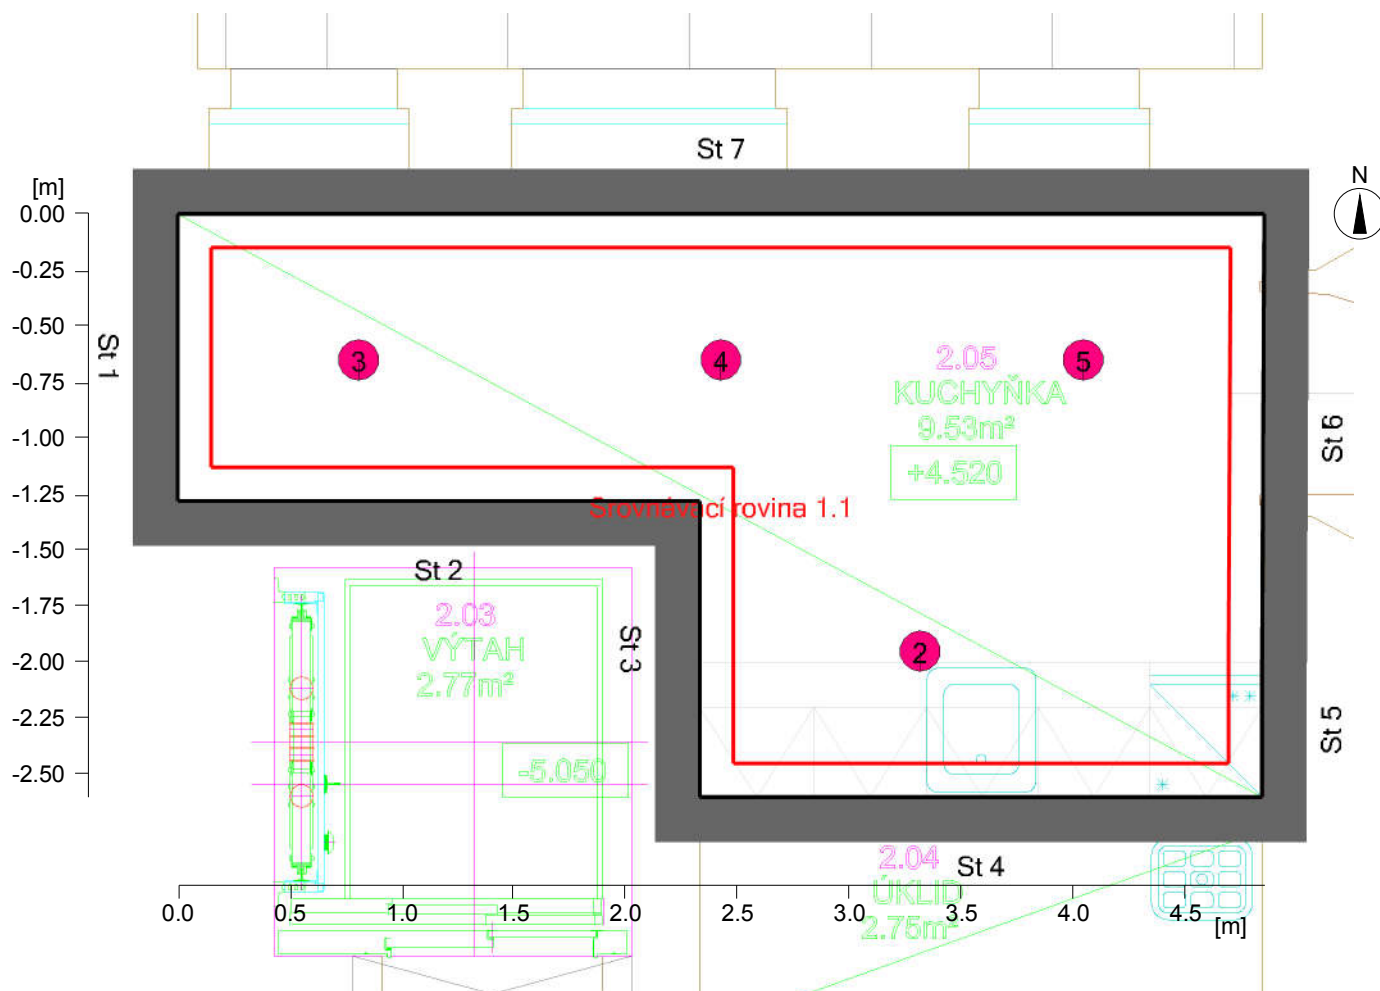 St 7
[m]
N
0.00
-0.25
-0.50
-0.75
-1.00
-1.25
-1.50
-1.75
-2.00
-2.25
-2.50
St 1
3
4
5
2.05
KUCHYŇKA
9.53m²
+4.520
St 6
Srovnávací rovina 1.1
St 2
2.03
VÝTAH
2.77m²
St 3
2
-5.050
St 5
2.04
ÚKLID
2.75m²
St 4
0.0 0.5 1.0 1.5 2.0 2.5 3.0 3.5 4.0 4.5
[m]